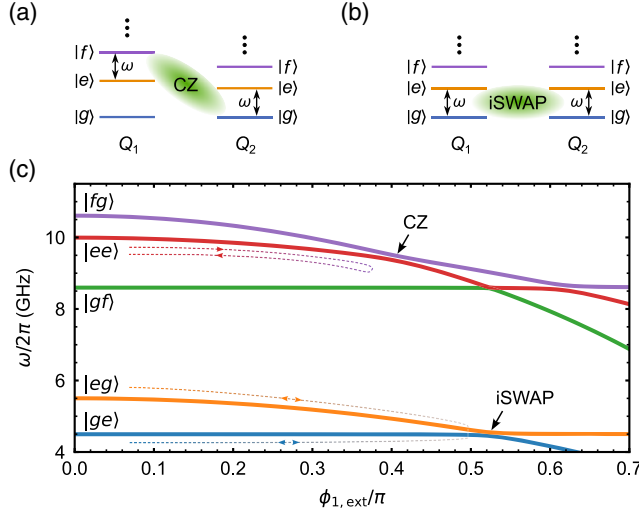 (a)
|f⟩
|e⟩
|g⟩
ω
CZ
ω
|f⟩
|e⟩
|g⟩
Q₁
Q₂
(b)
|f⟩
|e⟩
|g⟩
ω
iSWAP
ω
|f⟩
|e⟩
|g⟩
Q₁
Q₂
(c)
|fg⟩
|ee⟩
|gf⟩
|eg⟩
|ge⟩
CZ
iSWAP
10
8
6
4
ω/2π (GHz)
0.0 0.1 0.2 0.3 0.4 0.5 0.6 0.7
ϕ₁,ext/π